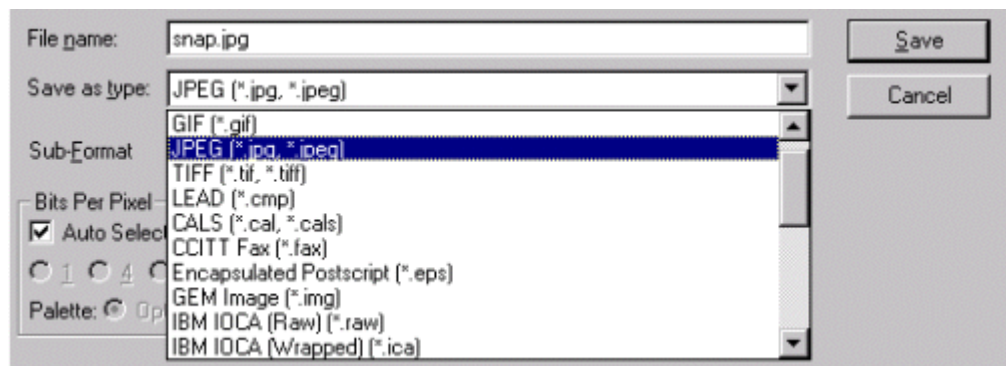 File name: snap.jpg Save
Save as type: JPEG (*.jpg, *.jpeg) Cancel
GIF (*.gif)
Sub-Format JPEG (*.jpg, *.jpeg)
TIFF (*.tif, *.tiff)
LEAD (*.cmp)
Bits Per Pixel
CALS (*.cal, *.cals)
Auto Select
CCITT Fax (*.fax)
1 4 Encapsulated Postscript (*.eps)
GEM Image (*.img)
Palette:
IBM IOCA (Raw) (*.raw)
IBM IOCA (Wrapped) (*.ica)